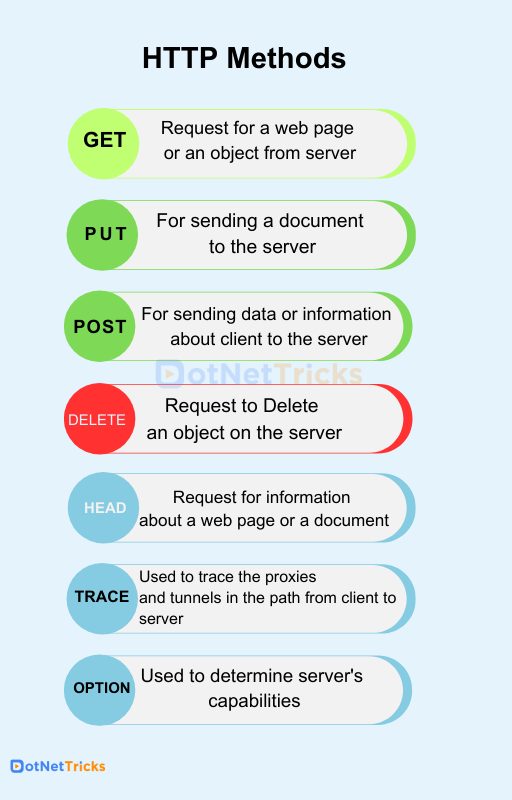 HTTP Methods
GET
Request for a web page
or an object from server
PUT
For sending a document
to the server
POST
For sending data or information
about client to the server
DotNetTricks
DELETE
Request to Delete
an object on the server
HEAD
Request for information
about a web page or a document
TRACE
Used to trace the proxies
and tunnels in the path from client to
server
OPTION
Used to determine server's
capabilities
DotNetTricks